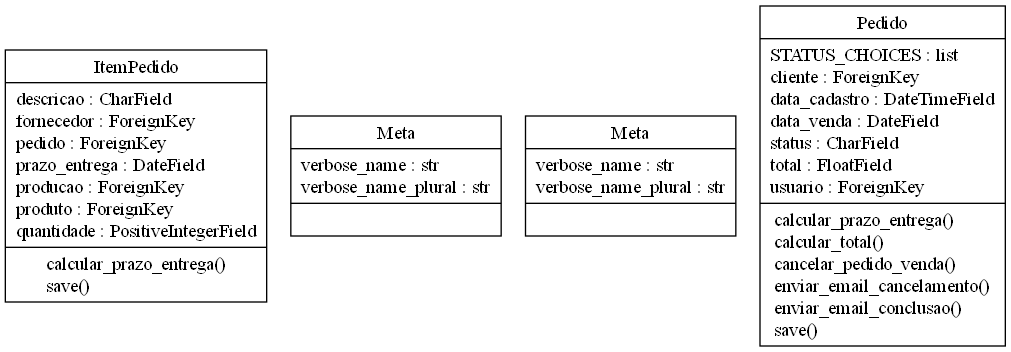 ItemPedido
descricao : CharField
fornecedor : ForeignKey
pedido : ForeignKey
prazo_entrega : DateField
producao : ForeignKey
produto : ForeignKey
quantidade : PositiveIntegerField
calcular_prazo_entrega()
save()
Meta
verbose_name : str
verbose_name_plural : str
Meta
verbose_name : str
verbose_name_plural : str
Pedido
STATUS_CHOICES : list
cliente : ForeignKey
data_cadastro : DateTimeField
data_venda : DateField
status : CharField
total : FloatField
usuario : ForeignKey
calcular_prazo_entrega()
calcular_total()
cancelar_pedido_venda()
enviar_email_cancelamento()
enviar_email_conclusao()
save()